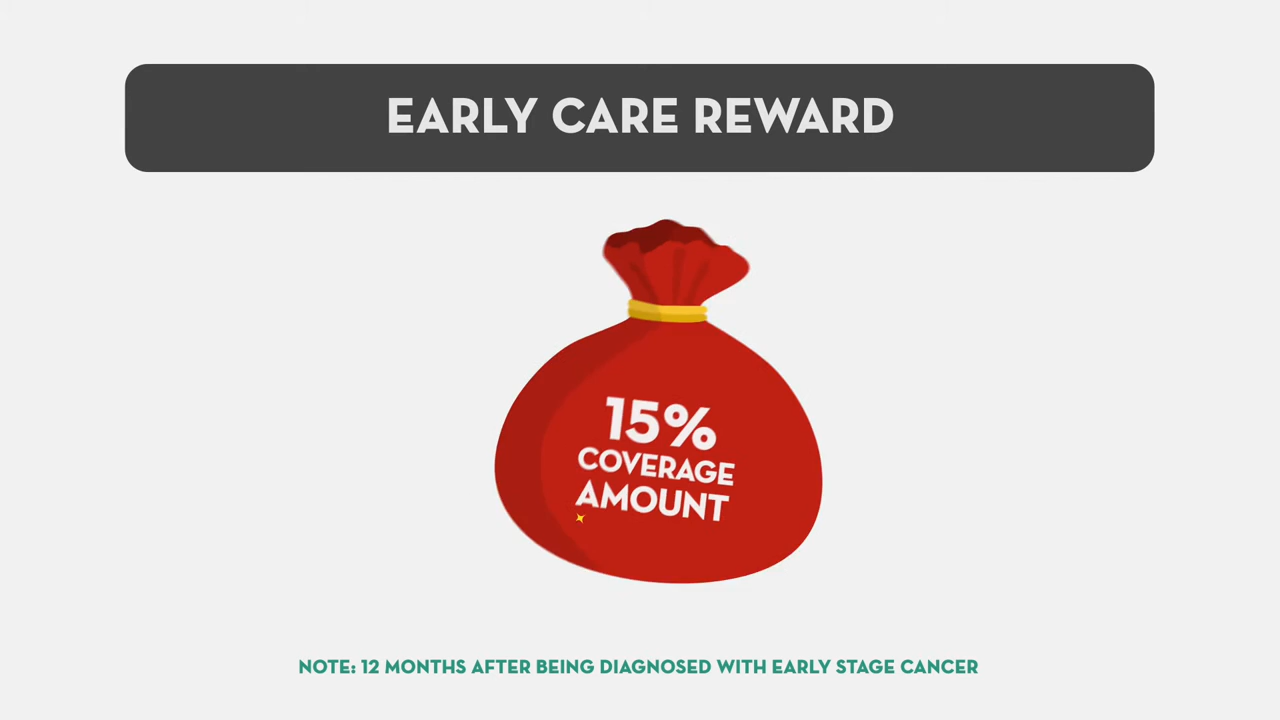 EARLY CARE REWARD
15%
COVERAGE
AMOUNT
NOTE: 12 MONTHS AFTER BEING DIAGNOSED WITH EARLY STAGE CANCER